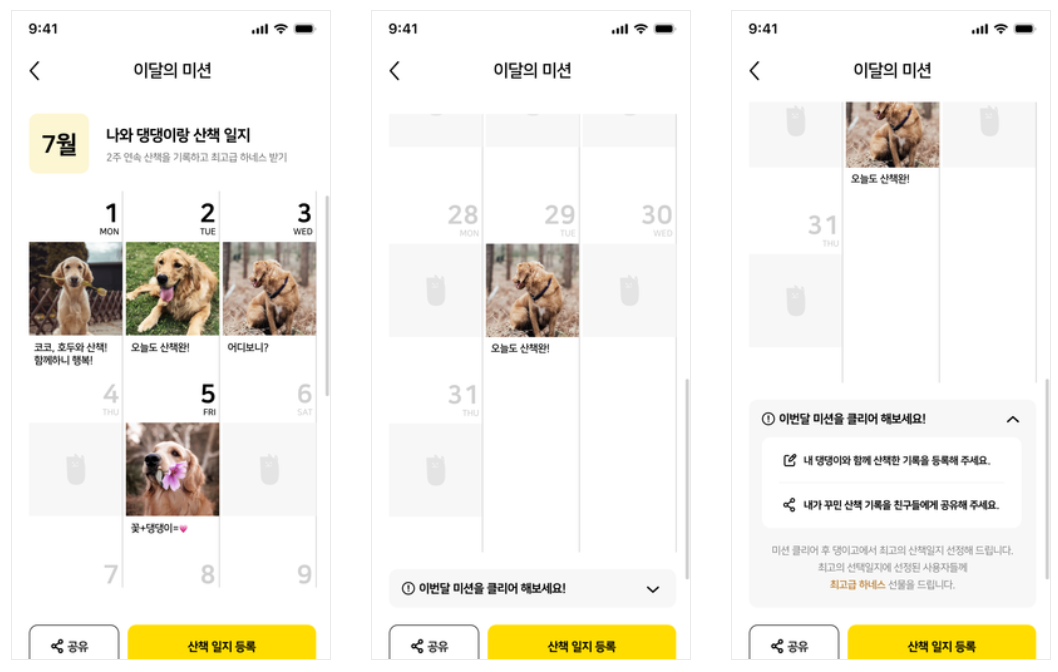 9:41
이달의 미션
7월
나와 댕댕이랑 산책 일지
2주 연속 산책을 기록하고 최고급 하네스 받기
1 2 3
MON TUE WED
코코, 호두와 산책!
함께하니 행복!
오늘도 산책완!
어디보니?
4 5 6
THU FRI SAT
꽃+댕댕이=💗
7 8 9
공유
산책 일지 등록
9:41
이달의 미션
28 29 30
MON TUE WED
오늘도 산책완!
31
THU
이번달 미션을 클리어 해보세요!
공유
산책 일지 등록
9:41
이달의 미션
오늘도 산책완!
31
THU
이번달 미션을 클리어 해보세요!
내 댕댕이와 함께 산책한 기록을 등록해 주세요.
내가 꾸민 산책 기록을 친구들에게 공유해 주세요.
미션 클리어 후 댕이고에서 최고의 산책일지 선정해 드립니다.
최고의 선택일지에 선정된 사용자들께
최고급 하네스 선물을 드립니다.
공유
산책 일지 등록